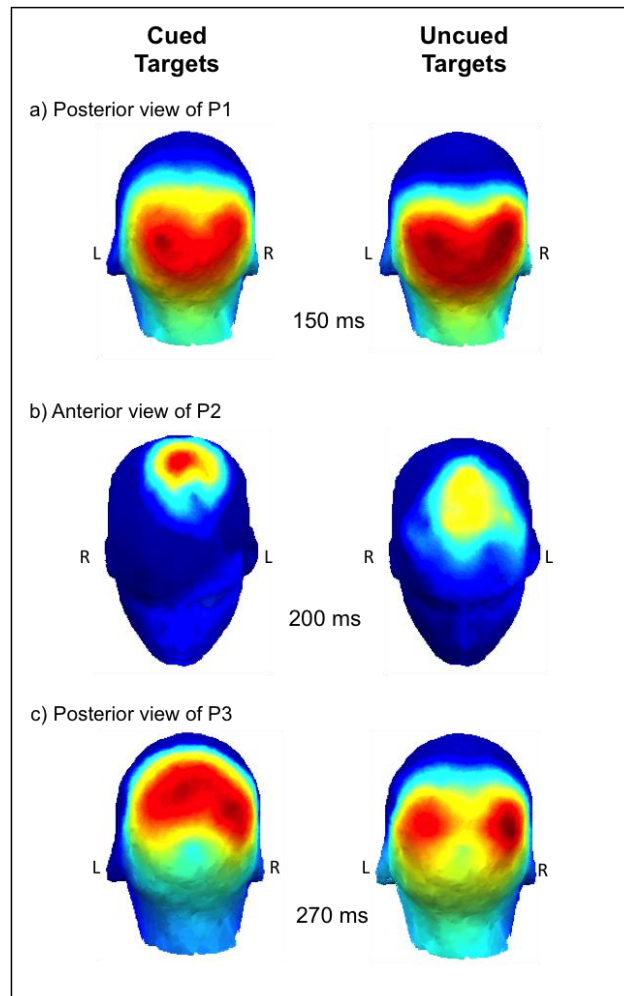 Cued Uncued
Targets Targets
a) Posterior view of P1
L R L R
150 ms
b) Anterior view of P2
R L R L
200 ms
c) Posterior view of P3
L R L R
270 ms